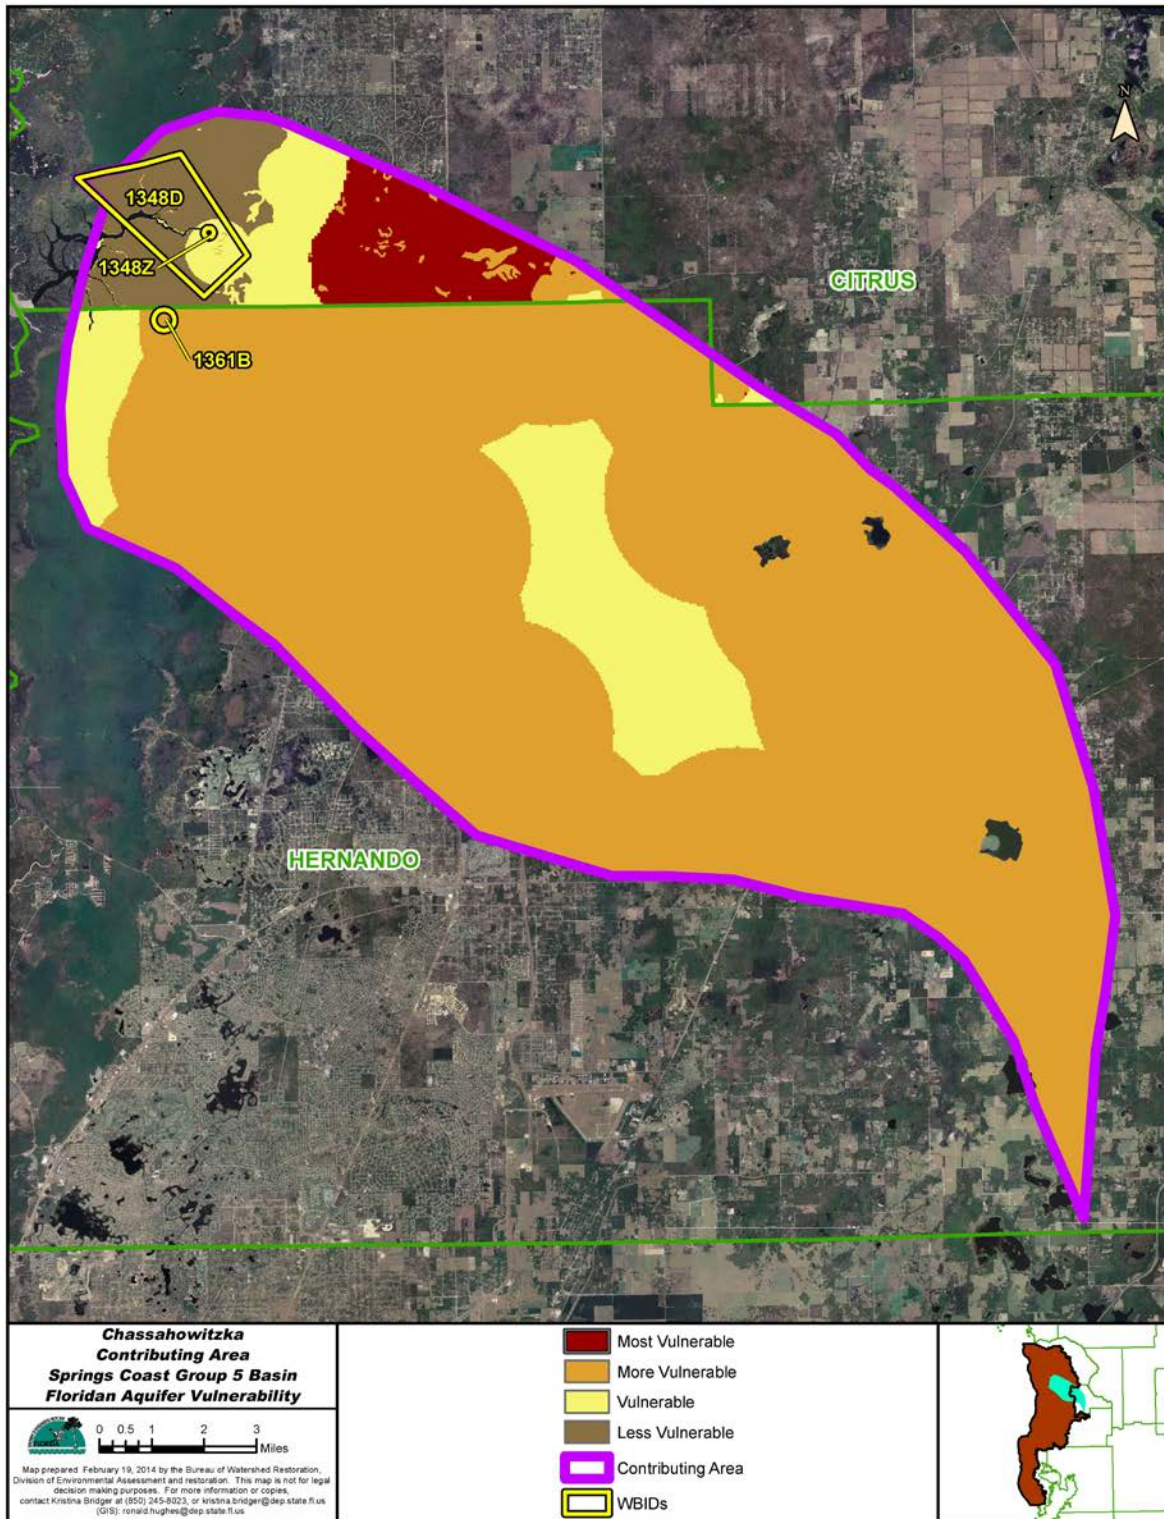 N
1348D
1348Z
1361B
CITRUS
HERNANDO
Chassahowitzka
Contributing Area
Springs Coast Group 5 Basin
Floridan Aquifer Vulnerability
0 0.5 1 2 3
Miles
Map prepared February 19, 2014 by the Bureau of Watershed Restoration,
Division of Environmental Assessment and restoration. This map is not for legal
decision making purposes. For more information or copies,
contact Kristina Bridger at (850) 245-8023, or kristina.bridger@dep.state.fl.us
(GIS): ronald.hughes@dep.state.fl.us
Most Vulnerable
More Vulnerable
Vulnerable
Less Vulnerable
Contributing Area
WBIDs